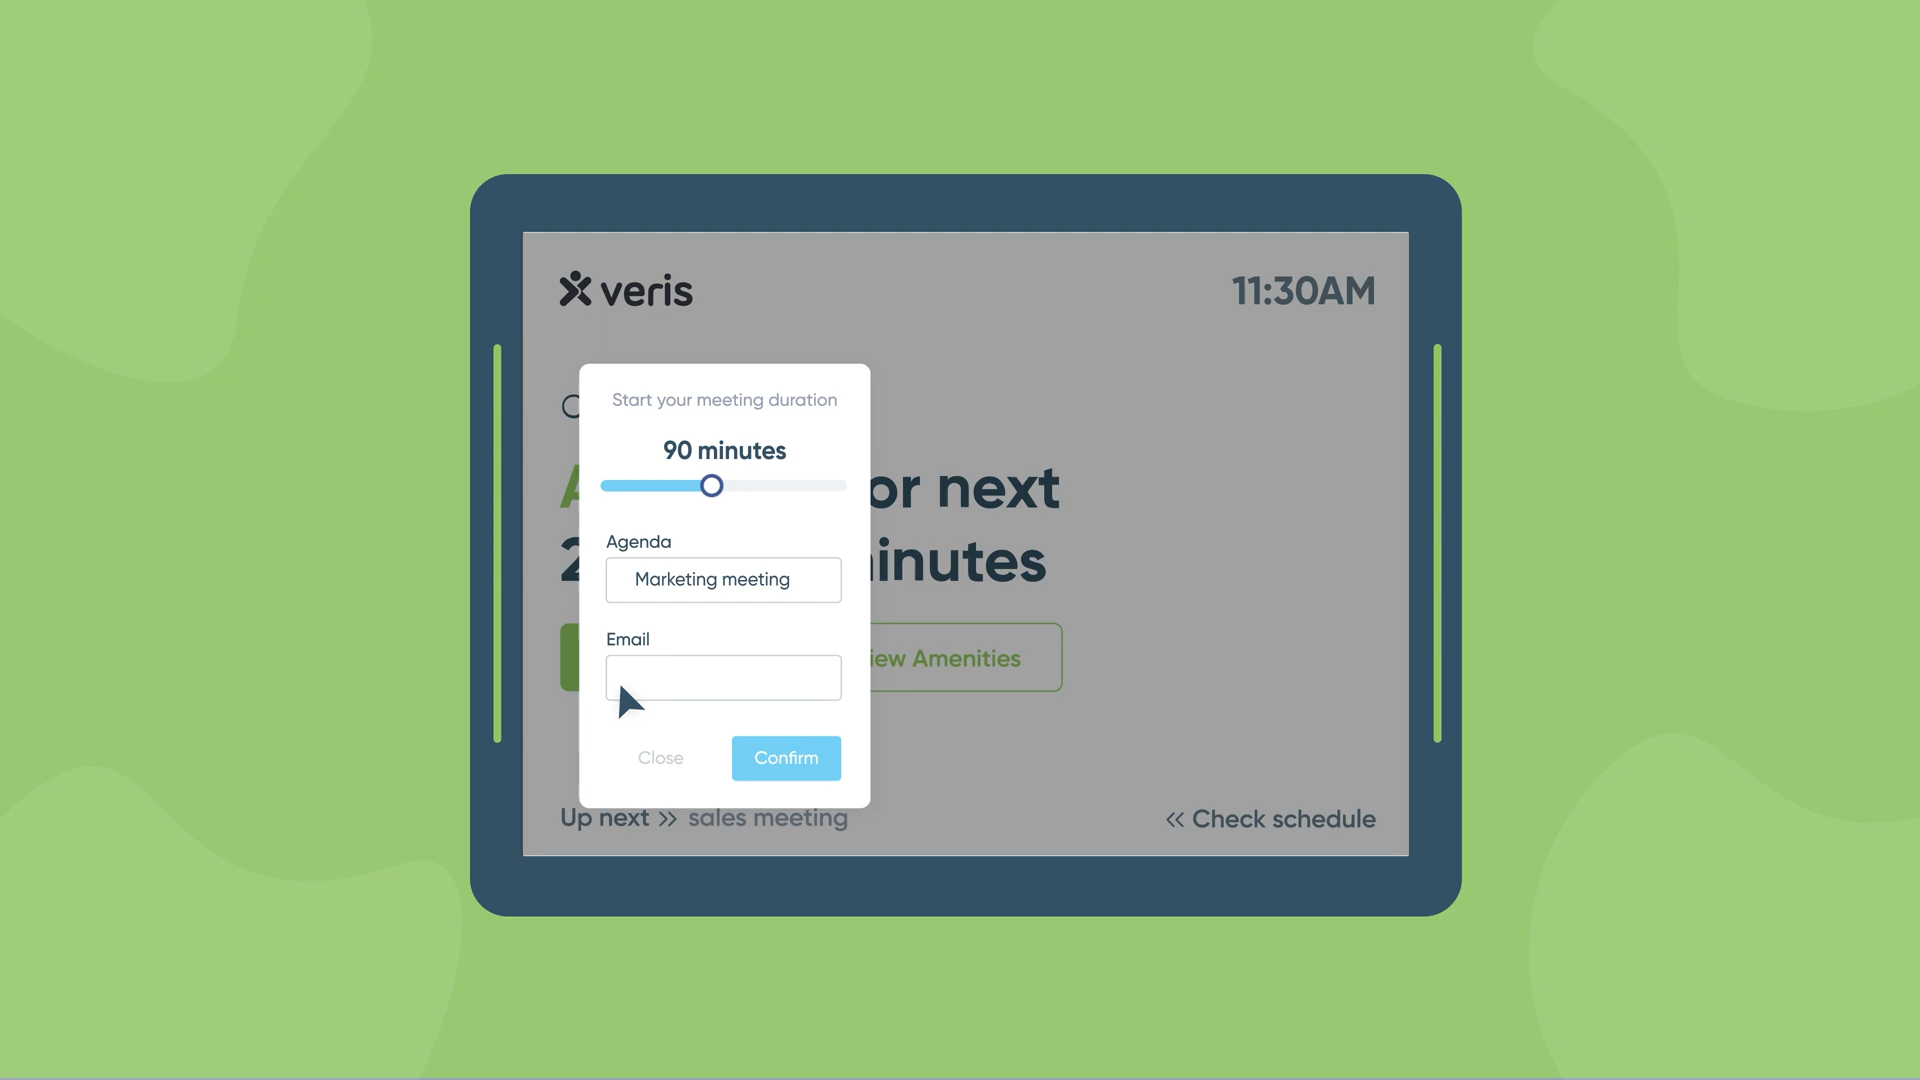 veris
11:30AM
Start your meeting duration
90 minutes
or next
Agenda
inutes
Marketing meeting
Email
iew Amenities
Close
Confirm
Up next >> sales meeting
<< Check schedule